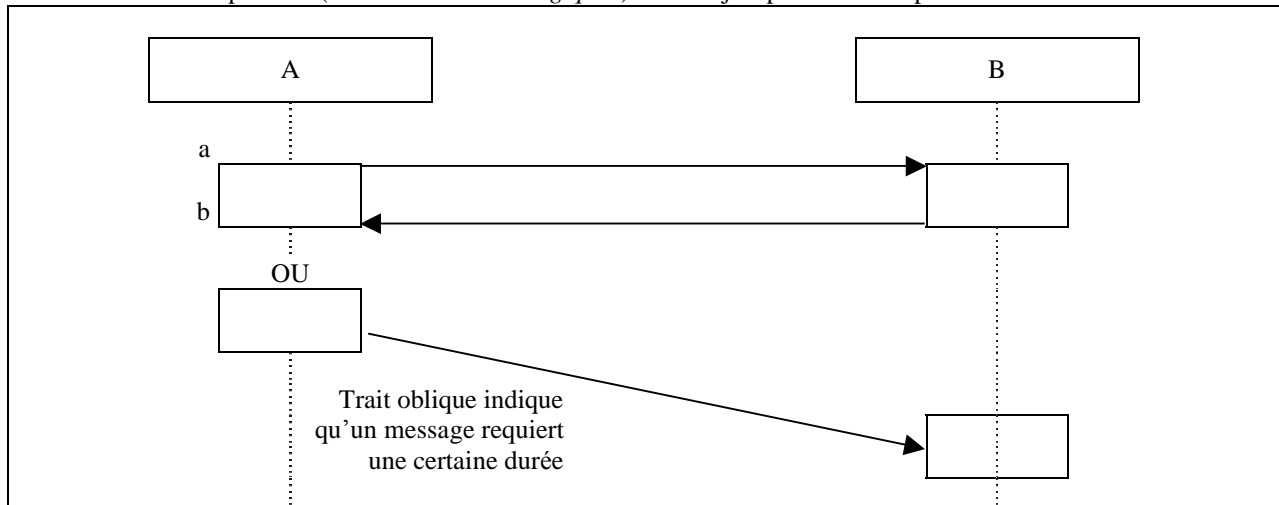 A
B
a
b
OU
Trait oblique indique
qu’un message requiert
une certaine durée